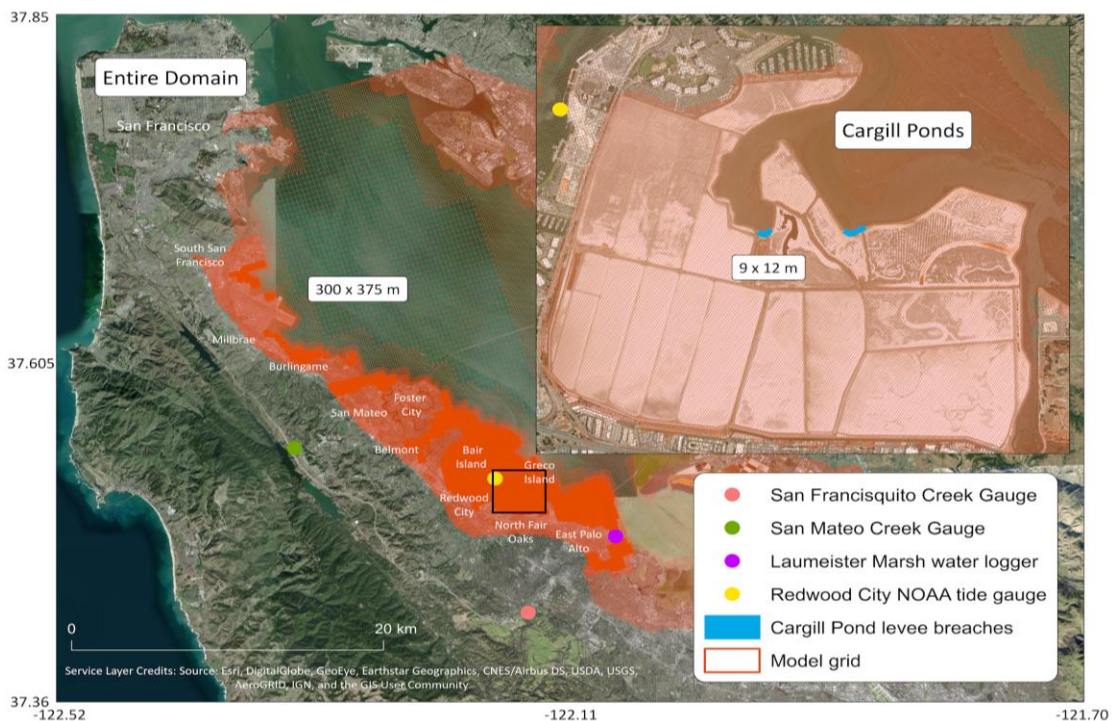 37.85
Entire Domain
San Francisco
Cargill Ponds
South San
Francisco
9 x 12 m
300 x 375 m
Millbrae
37.605
Burlingame
Foster
City
San Mateo
Belmont
Bair
Island
Greco
Island
Redwood
City
North Fair
Oaks
East Palo
Alto
San Francisquito Creek Gauge
San Mateo Creek Gauge
Laumeister Marsh water logger
Redwood City NOAA tide gauge
Cargill Pond levee breaches
Model grid
0
20 km
Service Layer Credits: Source: Esri, DigitalGlobe, GeoEye, Earthstar Geographics, CNES/Airbus DS, USDA, USGS,
AeroGRID, IGN, and the GIS User Community
37.36
-122.52
-122.11
-121.70